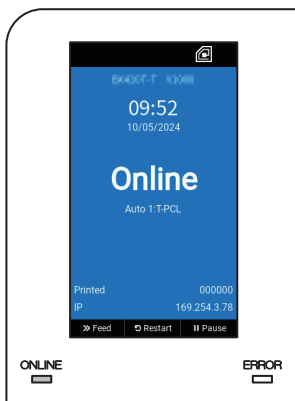 09:52
10/05/2024
Online
Auto 1:T-PCL
Printed 000000
IP 169.254.3.78
Feed Restart Pause
ONLINE ERROR